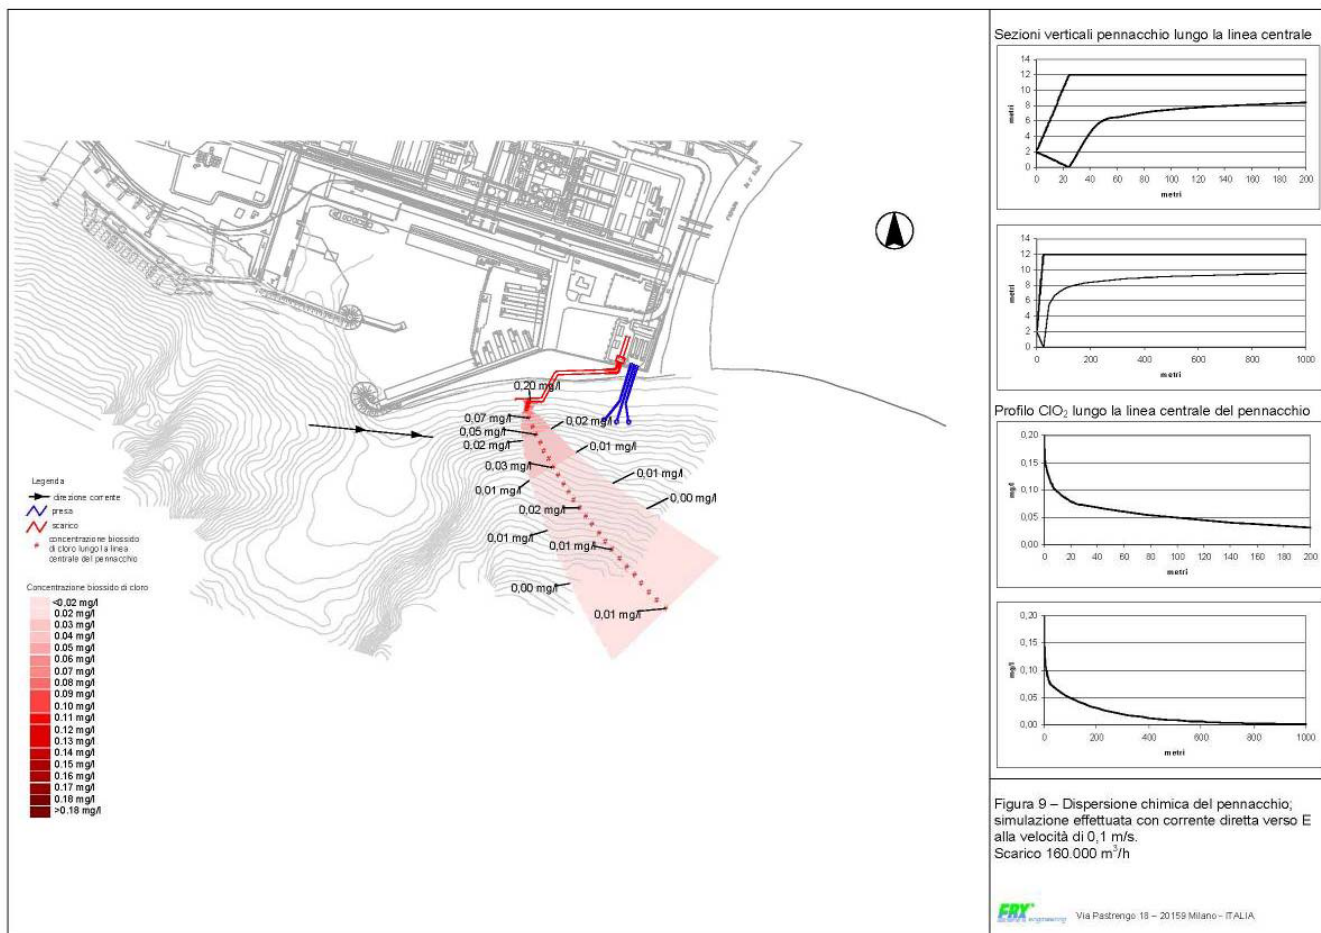 Sezioni verticali pennacchio lungo la linea centrale
14
12
10
8
6
4
2
0
metri
0 20 40 60 80 100 120 140 160 180 200
metri
14
12
10
8
6
4
2
0
metri
0 200 400 600 800 1000
metri
Profilo ClO₂ lungo la linea centrale del pennacchio
0,20
0,15
0,10
0,05
0,00
mg/l
0 20 40 60 80 100 120 140 160 180 200
metri
0,20
0,15
0,10
0,05
0,00
mg/l
0 200 400 600 800 1000
metri
0,20 mg/l
0,07 mg/l
0,02 mg/l
0,05 mg/l
0,02 mg/l
0,01 mg/l
0,03 mg/l
0,01 mg/l
0,01 mg/l
0,00 mg/l
0,02 mg/l
0,01 mg/l
0,01 mg/l
0,00 mg/l
0,01 mg/l
Legenda
direzione corrente
presa
scarico
concentrazione biossido
di cloro lungo la linea
centrale del pennacchio
Concentrazione biossido di cloro
<0.02 mg/l
0.02 mg/l
0.03 mg/l
0.04 mg/l
0.05 mg/l
0.06 mg/l
0.07 mg/l
0.08 mg/l
0.09 mg/l
0.10 mg/l
0.11 mg/l
0.12 mg/l
0.13 mg/l
0.14 mg/l
0.15 mg/l
0.16 mg/l
0.17 mg/l
0.18 mg/l
>0.18 mg/l
Figura 9 – Dispersione chimica del pennacchio;
simulazione effettuata con corrente diretta verso E
alla velocità di 0,1 m/s.
Scarico 160.000 m³/h
engineering
Via Pastrengo 18 – 20159 Milano – ITALIA